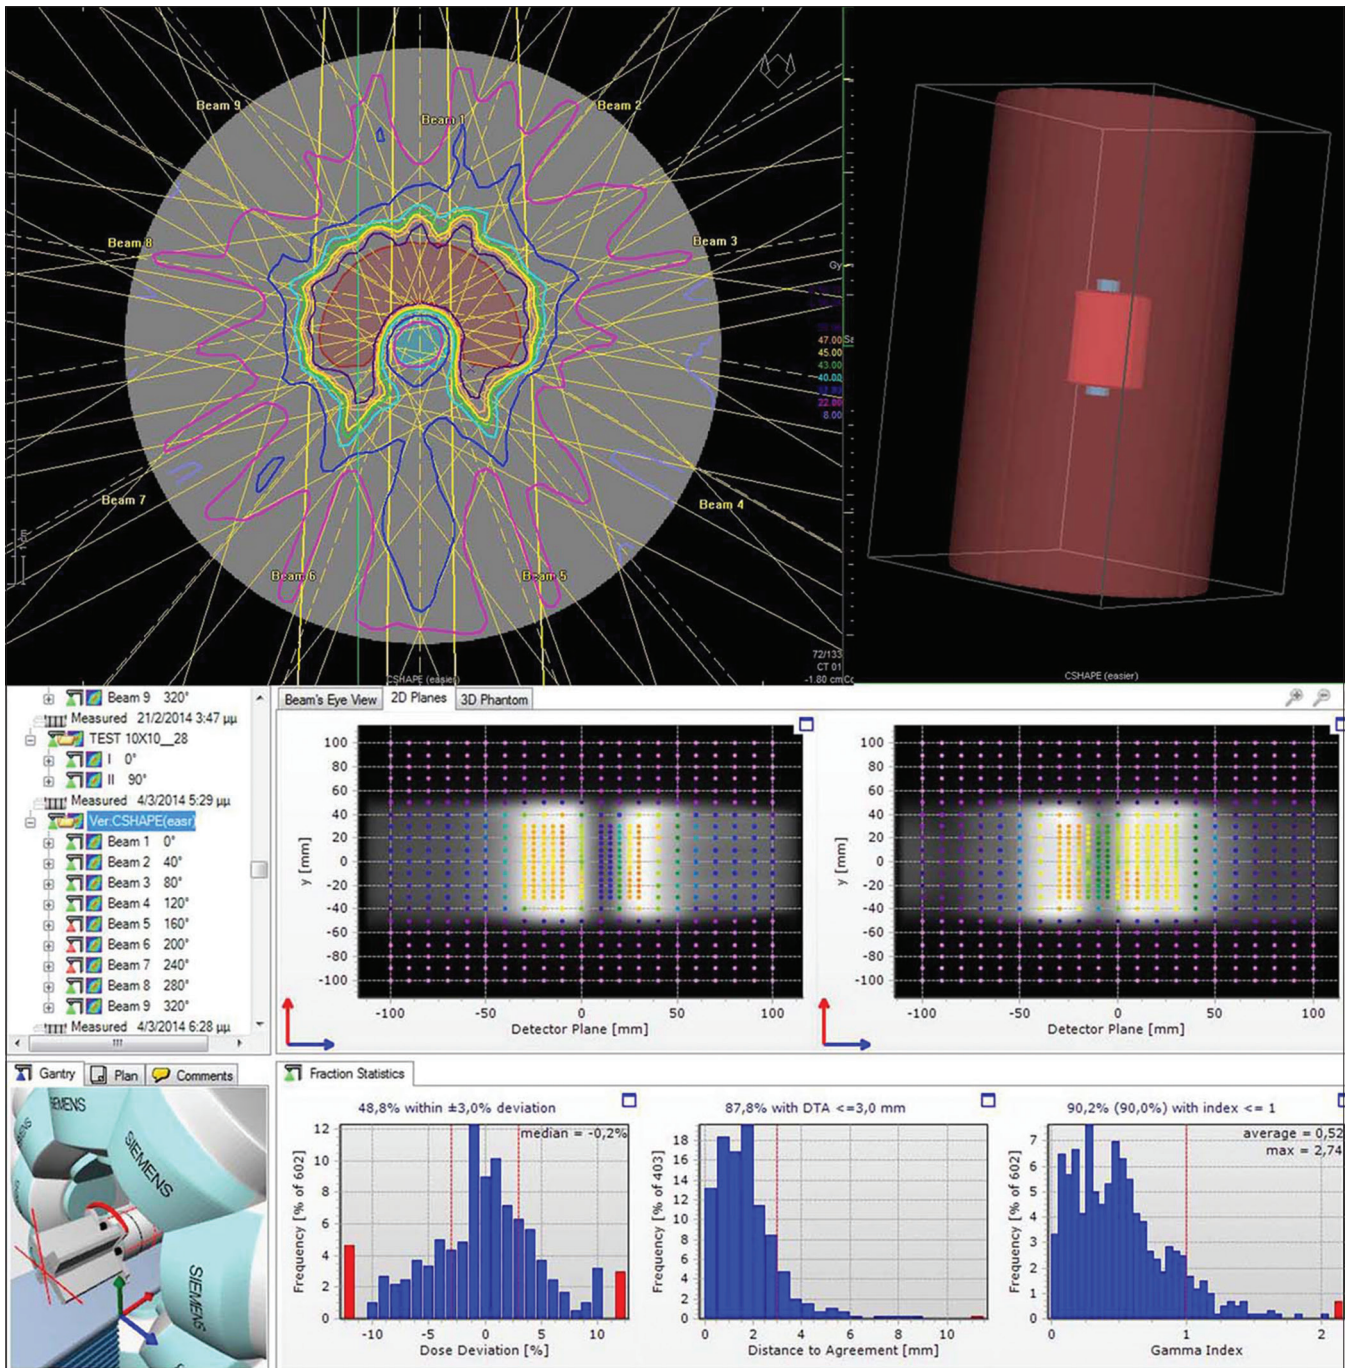 Beam 9
Beam 2
Beam 1
Beam 8
Beam 3
Gy
47.00
45.00
43.00
40.00
22.00
8.00
Beam 7
Beam 4
Beam 6
Beam 5
72/133
CT 01
-1.80 cm
CSHAPE (easier)
CSHAPE (easier)
Beam 9 320°
Measured 21/2/2014 3:47 μμ
TEST 10X10__28
I 0°
II 90°
Measured 4/3/2014 5:29 μμ
Ver:CSHAPE(easr)
Beam 1 0°
Beam 2 40°
Beam 3 80°
Beam 4 120°
Beam 5 160°
Beam 6 200°
Beam 7 240°
Beam 8 280°
Beam 9 320°
Measured 4/3/2014 6:28 μμ
Beam's Eye View 2D Planes 3D Phantom
100
80
60
40
20
0
-20
-40
-60
-80
-100
y [mm]
-100 -50 0 50 100
Detector Plane [mm]
100
80
60
40
20
0
-20
-40
-60
-80
-100
y [mm]
-100 -50 0 50 100
Detector Plane [mm]
Gantry Plan Comments
SIEMENS
SIEMENS
SIEMENS
SIEMENS
Fraction Statistics
48,8% within ±3,0% deviation
median = -0,2%
12
10
8
6
4
2
0
Frequency [% of 602]
-10 -5 0 5 10
Dose Deviation [%]
87,8% with DTA <=3,0 mm
18
16
14
12
10
8
6
4
2
0
Frequency [% of 403]
0 2 4 6 8 10
Distance to Agreement [mm]
90,2% (90,0%) with index <= 1
average = 0,52
max = 2,74
7
6
5
4
3
2
1
0
Frequency [% of 602]
0 1 2
Gamma Index